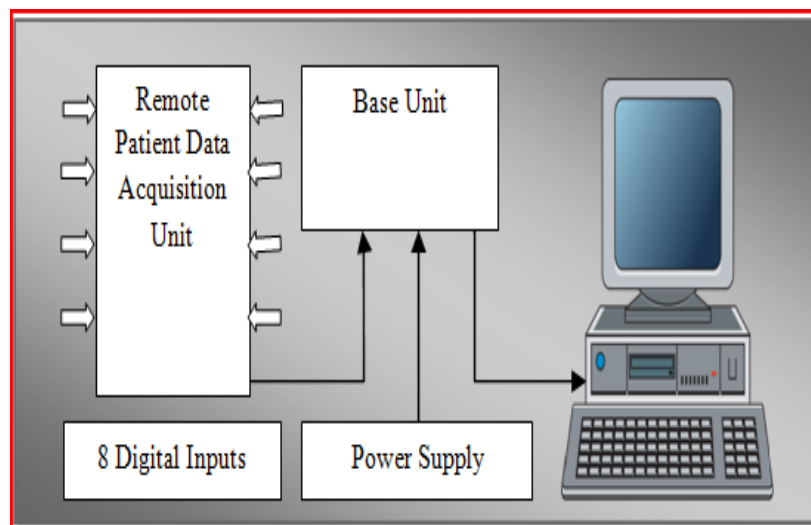 Remote
Patient Data
Acquisition
Unit
Base Unit
8 Digital Inputs
Power Supply